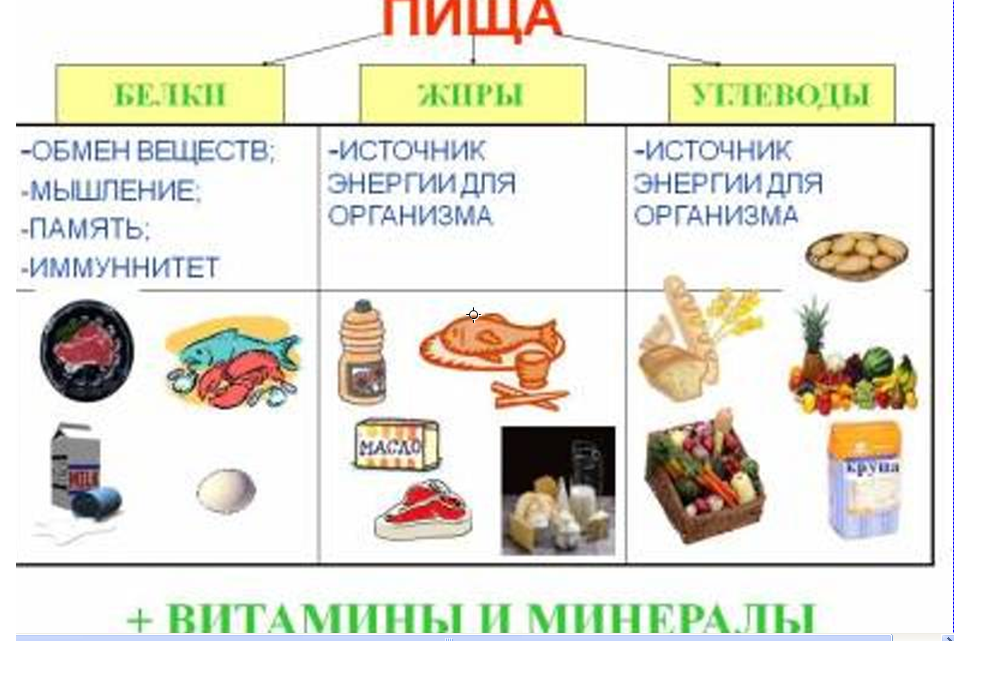 ПИЩА
БЕЛКИ
ЖИРЫ
УГЛЕВОДЫ
-ОБМЕН ВЕЩЕСТВ;
-МЫШЛЕНИЕ;
-ПАМЯТЬ;
-ИММУННИТЕТ
-ИСТОЧНИК
ЭНЕРГИИ ДЛЯ
ОРГАНИЗМА
-ИСТОЧНИК
ЭНЕРГИИ ДЛЯ
ОРГАНИЗМА
MILK
МАСЛО
крупа
+ ВИТАМИНЫ И МИНЕРАЛЫ